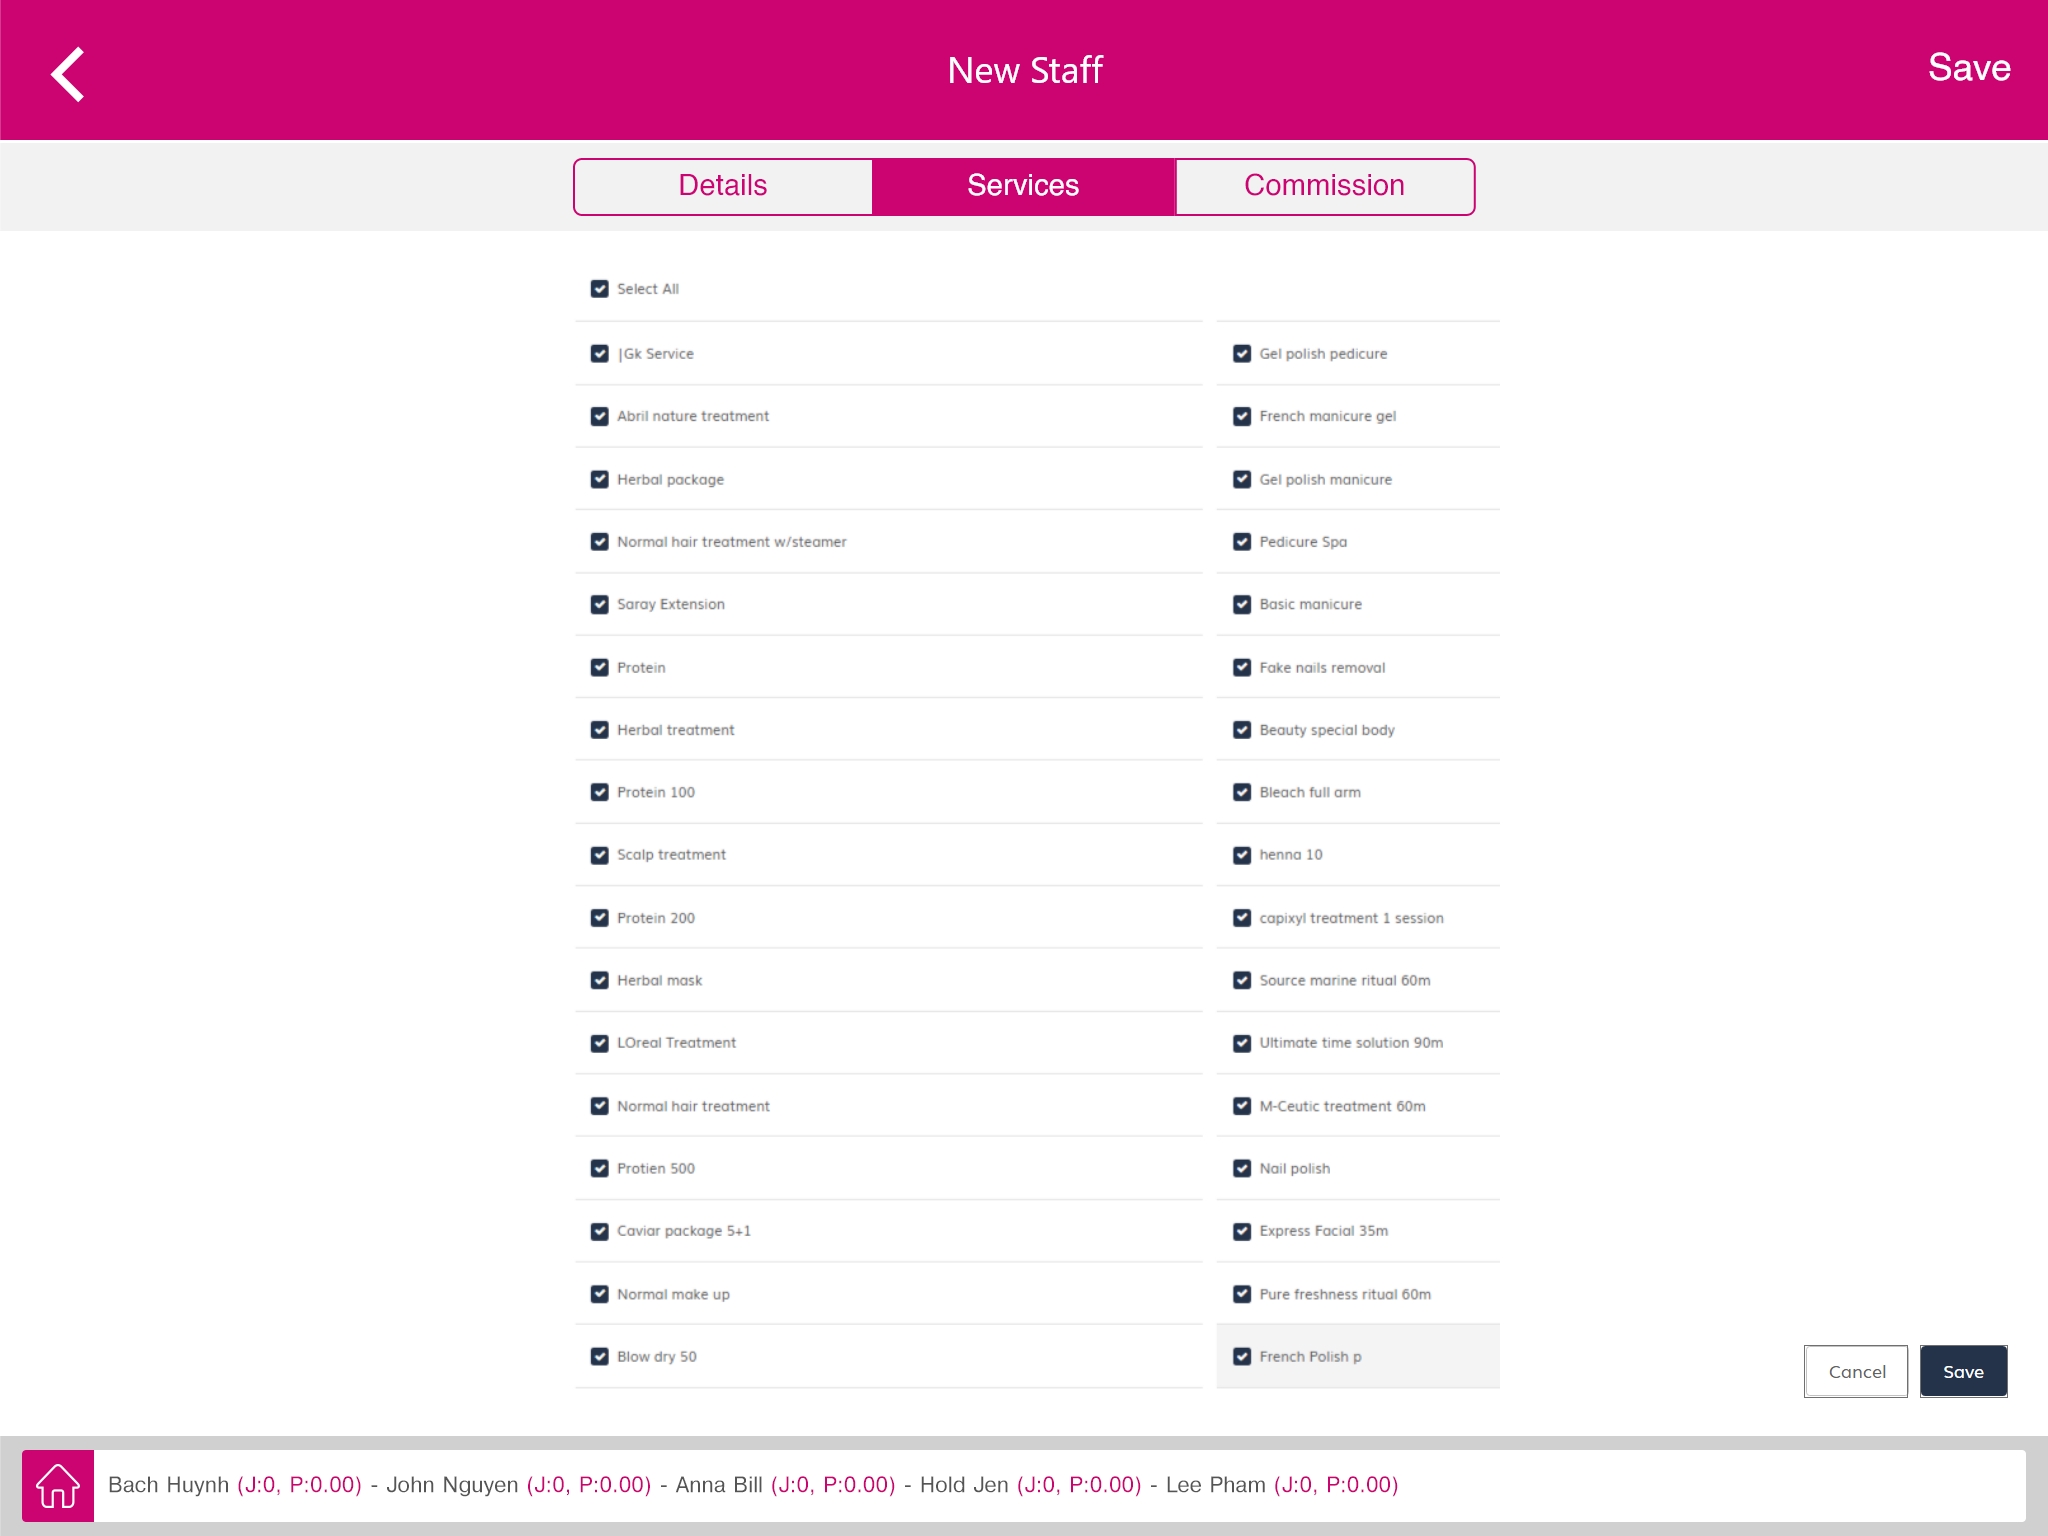 New Staff
Save
Details
Services
Commission
Select All
|Gk Service
Gel polish pedicure
Abril nature treatment
French manicure gel
Herbal package
Gel polish manicure
Normal hair treatment w/steamer
Pedicure Spa
Saray Extension
Basic manicure
Protein
Fake nails removal
Herbal treatment
Beauty special body
Protein 100
Bleach full arm
Scalp treatment
henna 10
Protein 200
capixyl treatment 1 session
Herbal mask
Source marine ritual 60m
LOreal Treatment
Ultimate time solution 90m
Normal hair treatment
M-Ceutic treatment 60m
Protien 500
Nail polish
Caviar package 5+1
Express Facial 35m
Normal make up
Pure freshness ritual 60m
Blow dry 50
French Polish p
Cancel
Save
Bach Huynh (J:0, P:0.00) - John Nguyen (J:0, P:0.00) - Anna Bill (J:0, P:0.00) - Hold Jen (J:0, P:0.00) - Lee Pham (J:0, P:0.00)